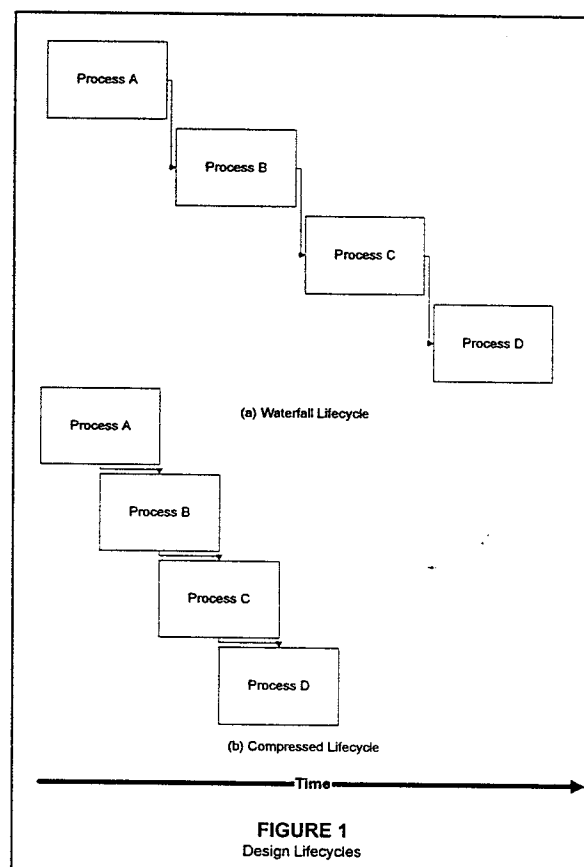 Process A
Process B
Process C
Process D
(a) Waterfall Lifecycle
Process A
Process B
Process C
Process D
(b) Compressed Lifecycle
Time
FIGURE 1
Design Lifecycles